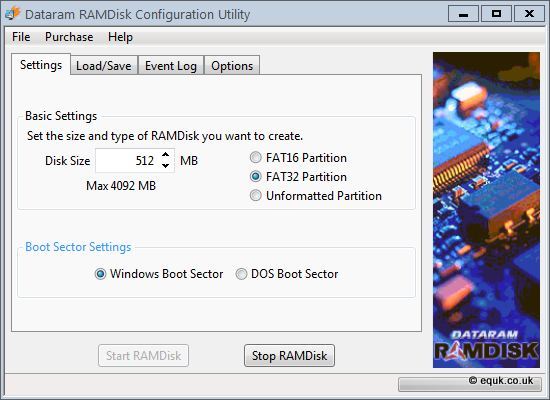 Dataram RAMDisk Configuration Utility
File Purchase Help
Settings Load/Save Event Log Options
Basic Settings
Set the size and type of RAMDisk you want to create.
Disk Size 512 MB
Max 4092 MB
FAT16 Partition
FAT32 Partition
Unformatted Partition
Boot Sector Settings
Windows Boot Sector DOS Boot Sector
DATARAM
RAMDISK
Start RAMDisk Stop RAMDisk
© equk.co.uk